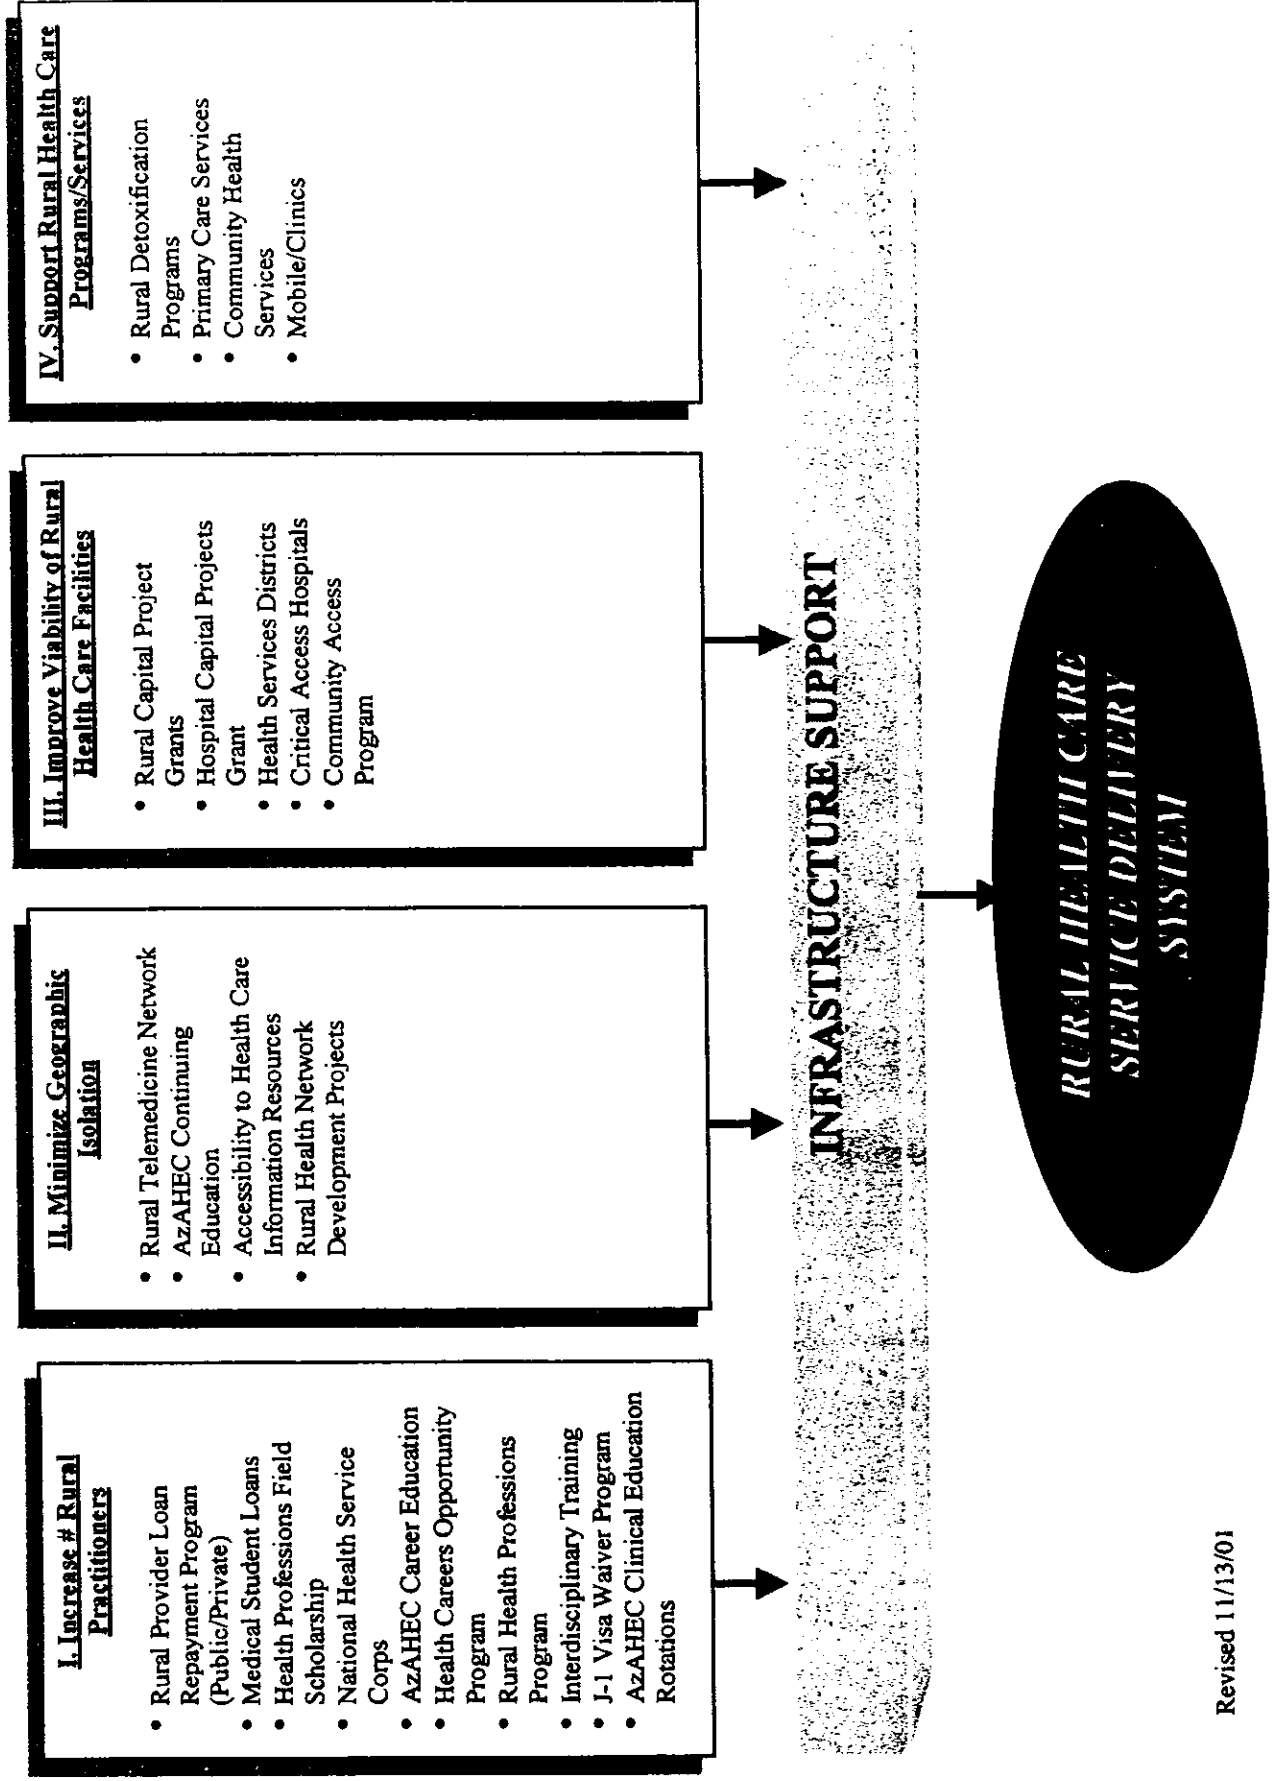 I. Increase # Rural
Practitioners
• Rural Provider Loan
Repayment Program
(Public/Private)
• Medical Student Loans
• Health Professions Field
Scholarship
• National Health Service
Corps
• AzAHEC Career Education
• Health Careers Opportunity
Program
• Rural Health Professions
Program
• Interdisciplinary Training
• J-1 Visa Waiver Program
• AzAHEC Clinical Education
Rotations
II. Minimize Geographic
Isolation
• Rural Telemedicine Network
• AzAHEC Continuing
Education
• Accessibility to Health Care
Information Resources
• Rural Health Network
Development Projects
III. Improve Viability of Rural
Health Care Facilities
• Rural Capital Project
Grants
• Hospital Capital Projects
Grant
• Health Services Districts
• Critical Access Hospitals
• Community Access
Program
IV. Support Rural Health Care
Programs/Services
• Rural Detoxification
Programs
• Primary Care Services
• Community Health
Services
• Mobile/Clinics
INFRASTRUCTURE SUPPORT
RURAL HEALTH CARE
SERVICE DELIVERY
SYSTEM
Revised 11/13/01